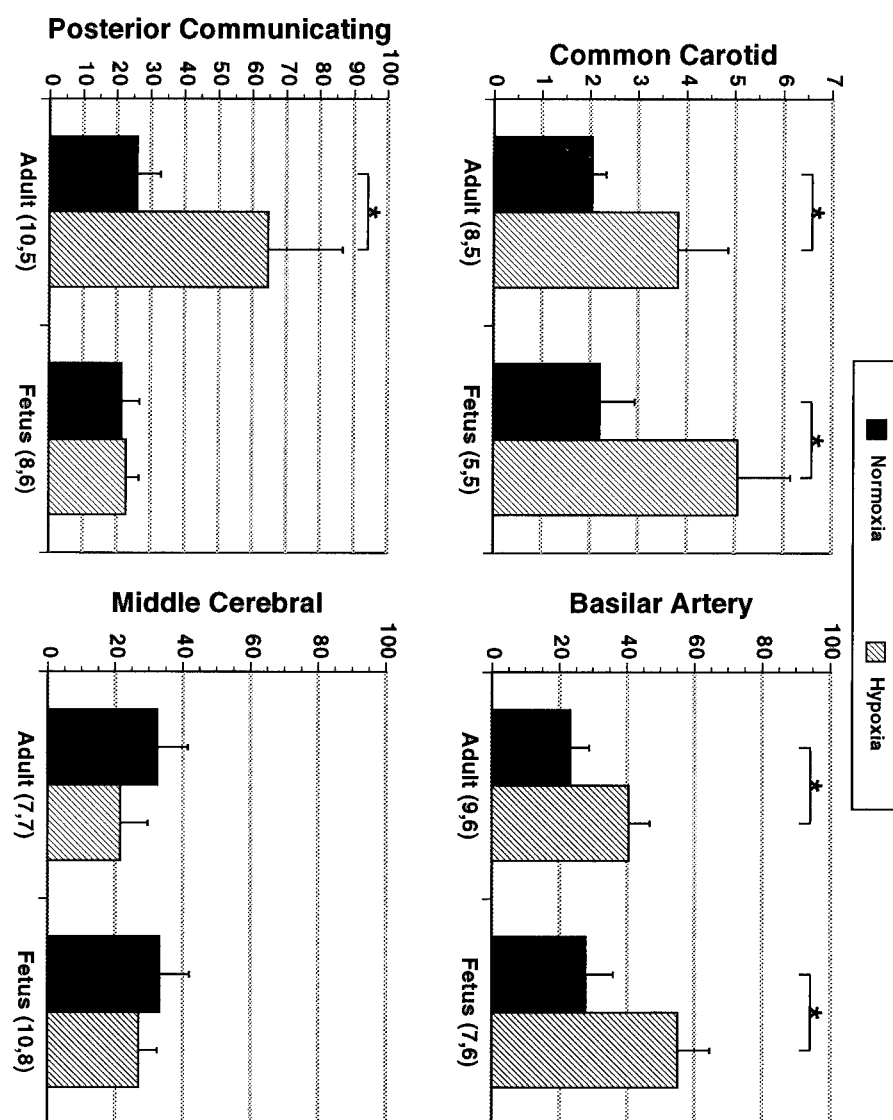 Normoxia Hypoxia
Common Carotid
0 1 2 3 4 5 6 7
*
*
Adult (8,5) Fetus (5,5)
Basilar Artery
0 20 40 60 80 100
*
*
Adult (9,6) Fetus (7,6)
Posterior Communicating
0 10 20 30 40 50 60 70 80 90 100
*
Adult (10,5) Fetus (8,6)
Middle Cerebral
0 20 40 60 80 100
Adult (7,7) Fetus (10,8)